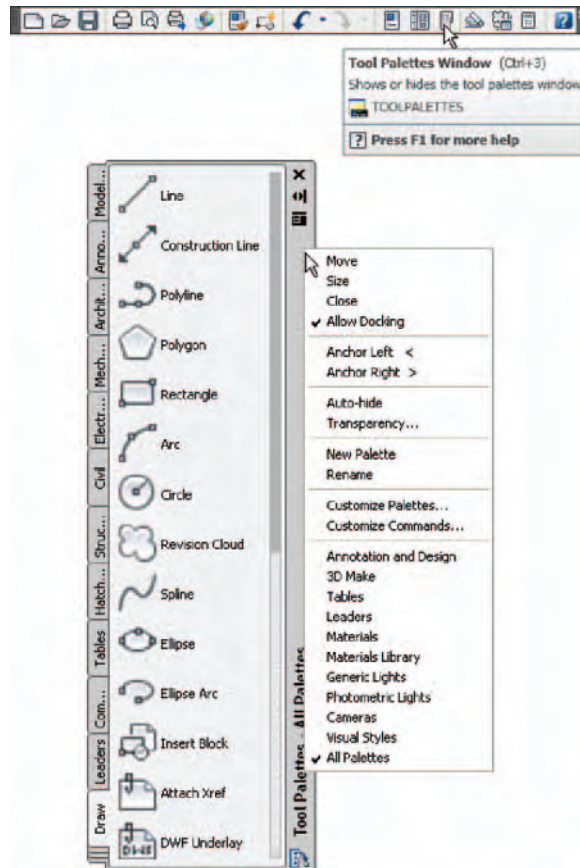 Tool Palettes Window (Ctrl+3)
Shows or hides the tool palettes window
TOOLPALETTES
Press F1 for more help
Model...
Anno...
Archit...
Mech...
Electr...
Civil
Struc...
Hatch...
Tables
Com...
Leaders
Draw
Line
Construction Line
Polyline
Polygon
Rectangle
Arc
Circle
Revision Cloud
Spline
Ellipse
Ellipse Arc
Insert Block
Attach Xref
DWF
DWF Underlay
Tool Palettes - All Palettes
Move
Size
Close
Allow Docking
Anchor Left <
Anchor Right >
Auto-hide
Transparency...
New Palette
Rename
Customize Palettes...
Customize Commands...
Annotation and Design
3D Make
Tables
Leaders
Materials
Materials Library
Generic Lights
Photometric Lights
Cameras
Visual Styles
All Palettes